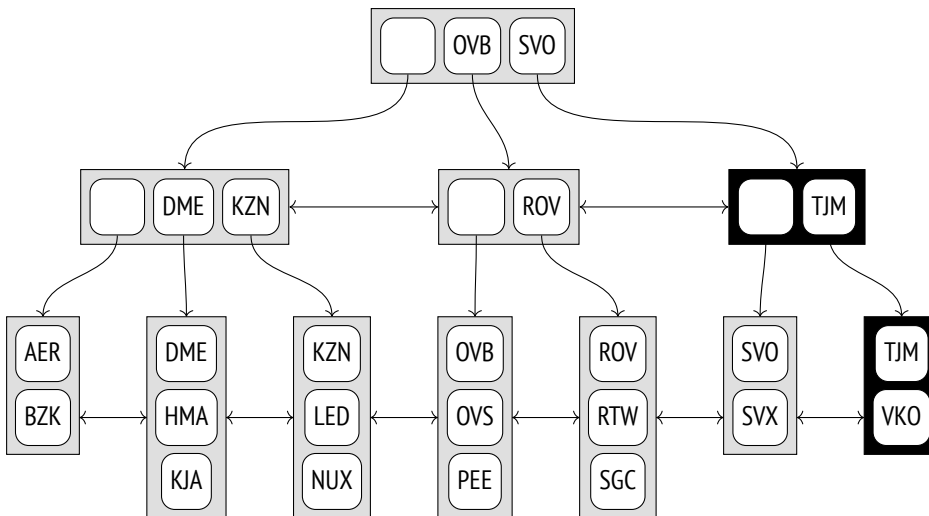 OVB SVO
DME KZN
ROV
TJM
AER
BZK
DME
HMA
KJA
KZN
LED
NUX
OVB
OVS
PEE
ROV
RTW
SGC
SVO
SVX
TJM
VKO